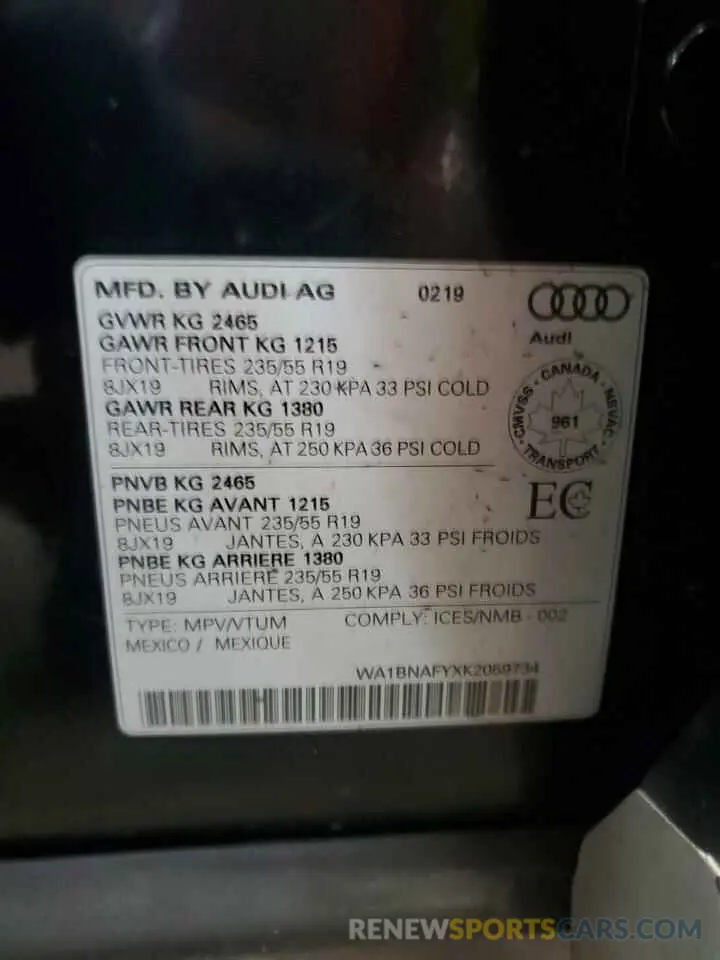 MFD. BY AUDI AG 0219
Audi
GVWR KG 2465
GAWR FRONT KG 1215
FRONT-TIRES 235/55 R19
8JX19 RIMS, AT 230 KPA 33 PSI COLD
GAWR REAR KG 1380
REAR-TIRES 235/55 R19
8JX19 RIMS, AT 250 KPA 36 PSI COLD
CMVSS • CANADA • NSVAC • TRANSPORT •
961
PNVB KG 2465
PNBE KG AVANT 1215
PNEUS AVANT 235/55 R19
8JX19 JANTES, A 230 KPA 33 PSI FROIDS
PNBE KG ARRIERE 1380
PNEUS ARRIERE 235/55 R19
8JX19 JANTES, A 250 KPA 36 PSI FROIDS
EC
TYPE: MPV/VTUM COMPLY: ICES/NMB - 002
MEXICO / MEXIQUE
WA1BNAFYXK2069734
RENEWSPORTSCARS.COM